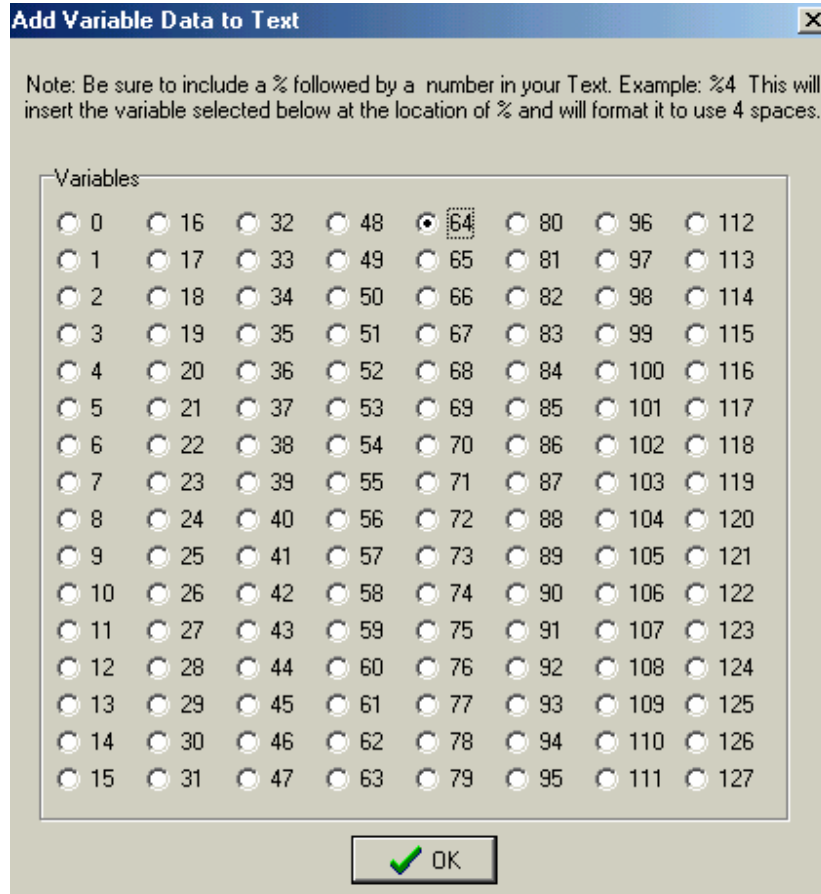 Add Variable Data to Text
Note: Be sure to include a % followed by a number in your Text. Example: %4 This will
insert the variable selected below at the location of % and will format it to use 4 spaces.
Variables
0 16 32 48 64 80 96 112
1 17 33 49 65 81 97 113
2 18 34 50 66 82 98 114
3 19 35 51 67 83 99 115
4 20 36 52 68 84 100 116
5 21 37 53 69 85 101 117
6 22 38 54 70 86 102 118
7 23 39 55 71 87 103 119
8 24 40 56 72 88 104 120
9 25 41 57 73 89 105 121
10 26 42 58 74 90 106 122
11 27 43 59 75 91 107 123
12 28 44 60 76 92 108 124
13 29 45 61 77 93 109 125
14 30 46 62 78 94 110 126
15 31 47 63 79 95 111 127
OK